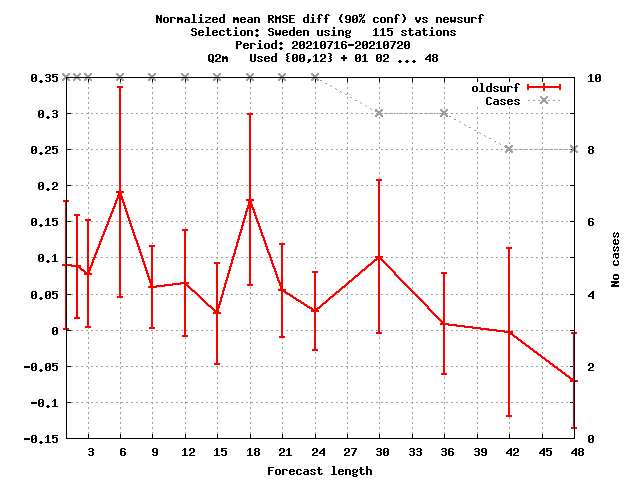 Normalized mean RMSE diff (90% conf) vs newsurf
Selection: Sweden using   115 stations
Period: 20210716-20210720
Q2m   Used {00,12} + 01 02 ... 48
oldsurf
Cases
0,35
0,3
0,25
0,2
0,15
0,1
0,05
0
-0,05
-0,1
-0,15
10
8
6
4
2
0
No cases
3 6 9 12 15 18 21 24 27 30 33 36 39 42 45 48
Forecast length